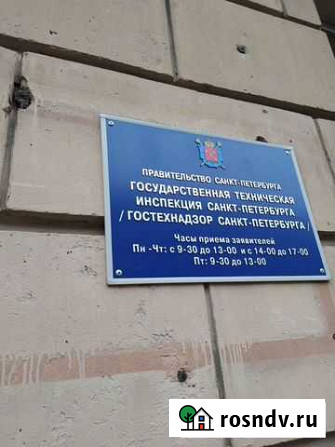 ПРАВИТЕЛЬСТВО САНКТ-ПЕТЕРБУРГА
ГОСУДАРСТВЕННАЯ ТЕХНИЧЕСКАЯ
ИНСПЕКЦИЯ САНКТ-ПЕТЕРБУРГА
/ ГОСТЕХНАДЗОР САНКТ-ПЕТЕРБУРГА /
Часы приема заявителей
Пн -Чт: с 9-30 до 13-00 и с 14-00 до 17-00
Пт: 9-30 до 13-00
rosndv.ru